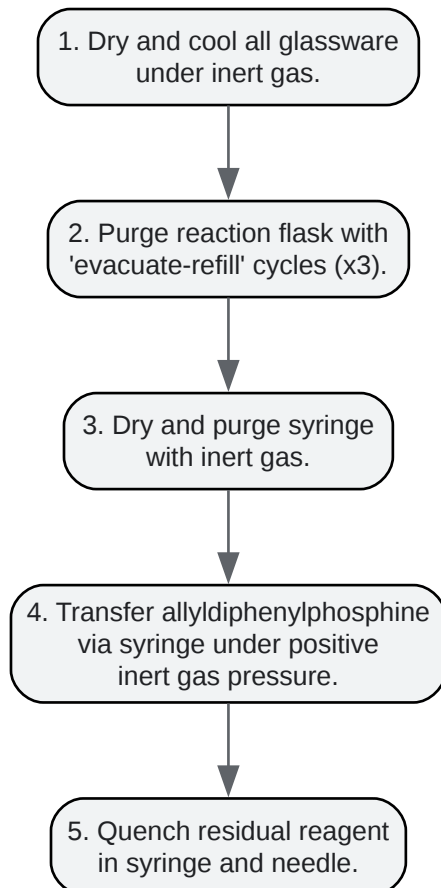 1. Dry and cool all glassware
under inert gas.
2. Purge reaction flask with
'evacuate-refill' cycles (x3).
3. Dry and purge syringe
with inert gas.
4. Transfer allyldiphenylphosphine
via syringe under positive
inert gas pressure.
5. Quench residual reagent
in syringe and needle.